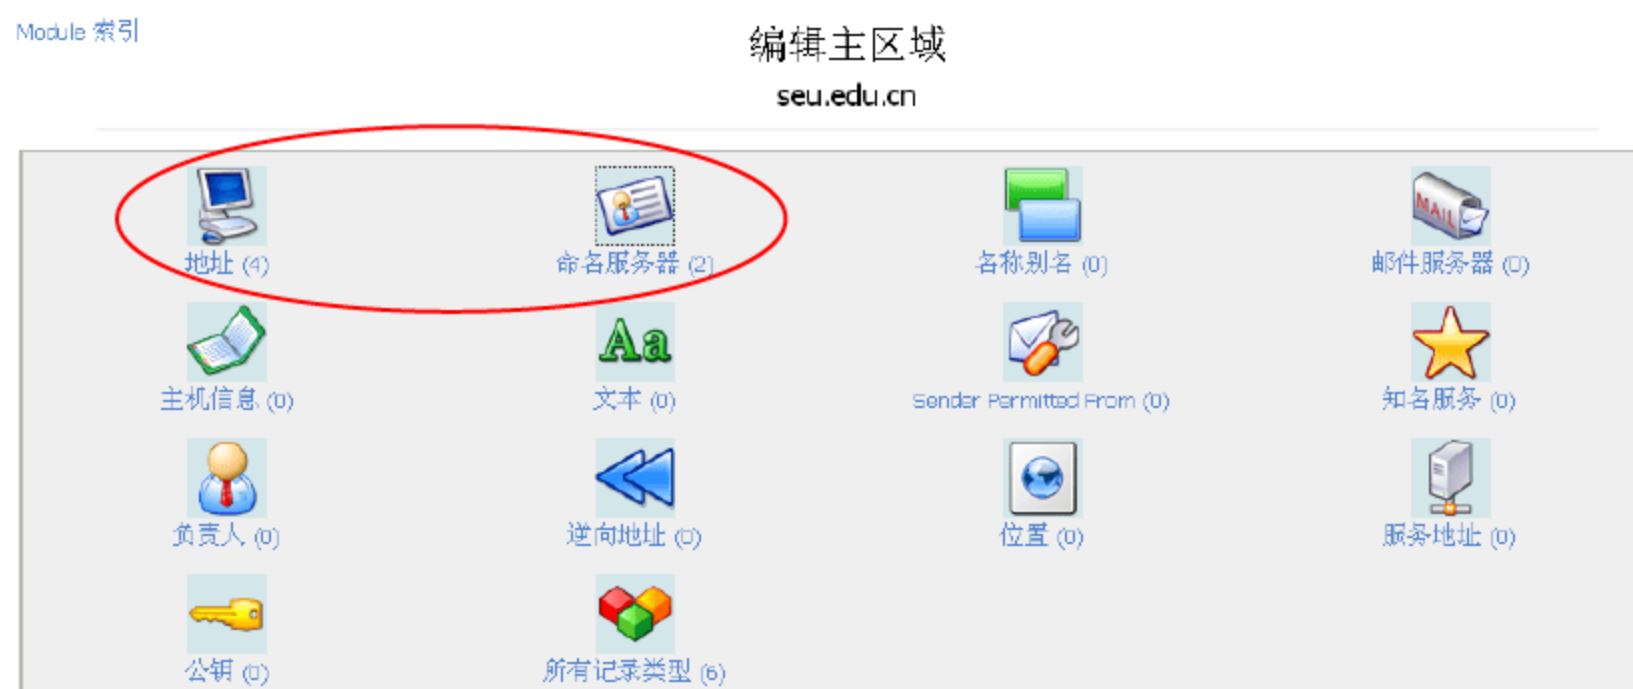 Module 索引
编辑主区域
seu.edu.cn
地址 (4)
命名服务器 (2)
名称别名 (0)
邮件服务器 (0)
主机信息 (0)
文本 (0)
Sender Permitted From (0)
知名服务 (0)
负责人 (0)
逆向地址 (0)
位置 (0)
服务地址 (0)
公钥 (0)
所有记录类型 (6)
MAIL
Aa